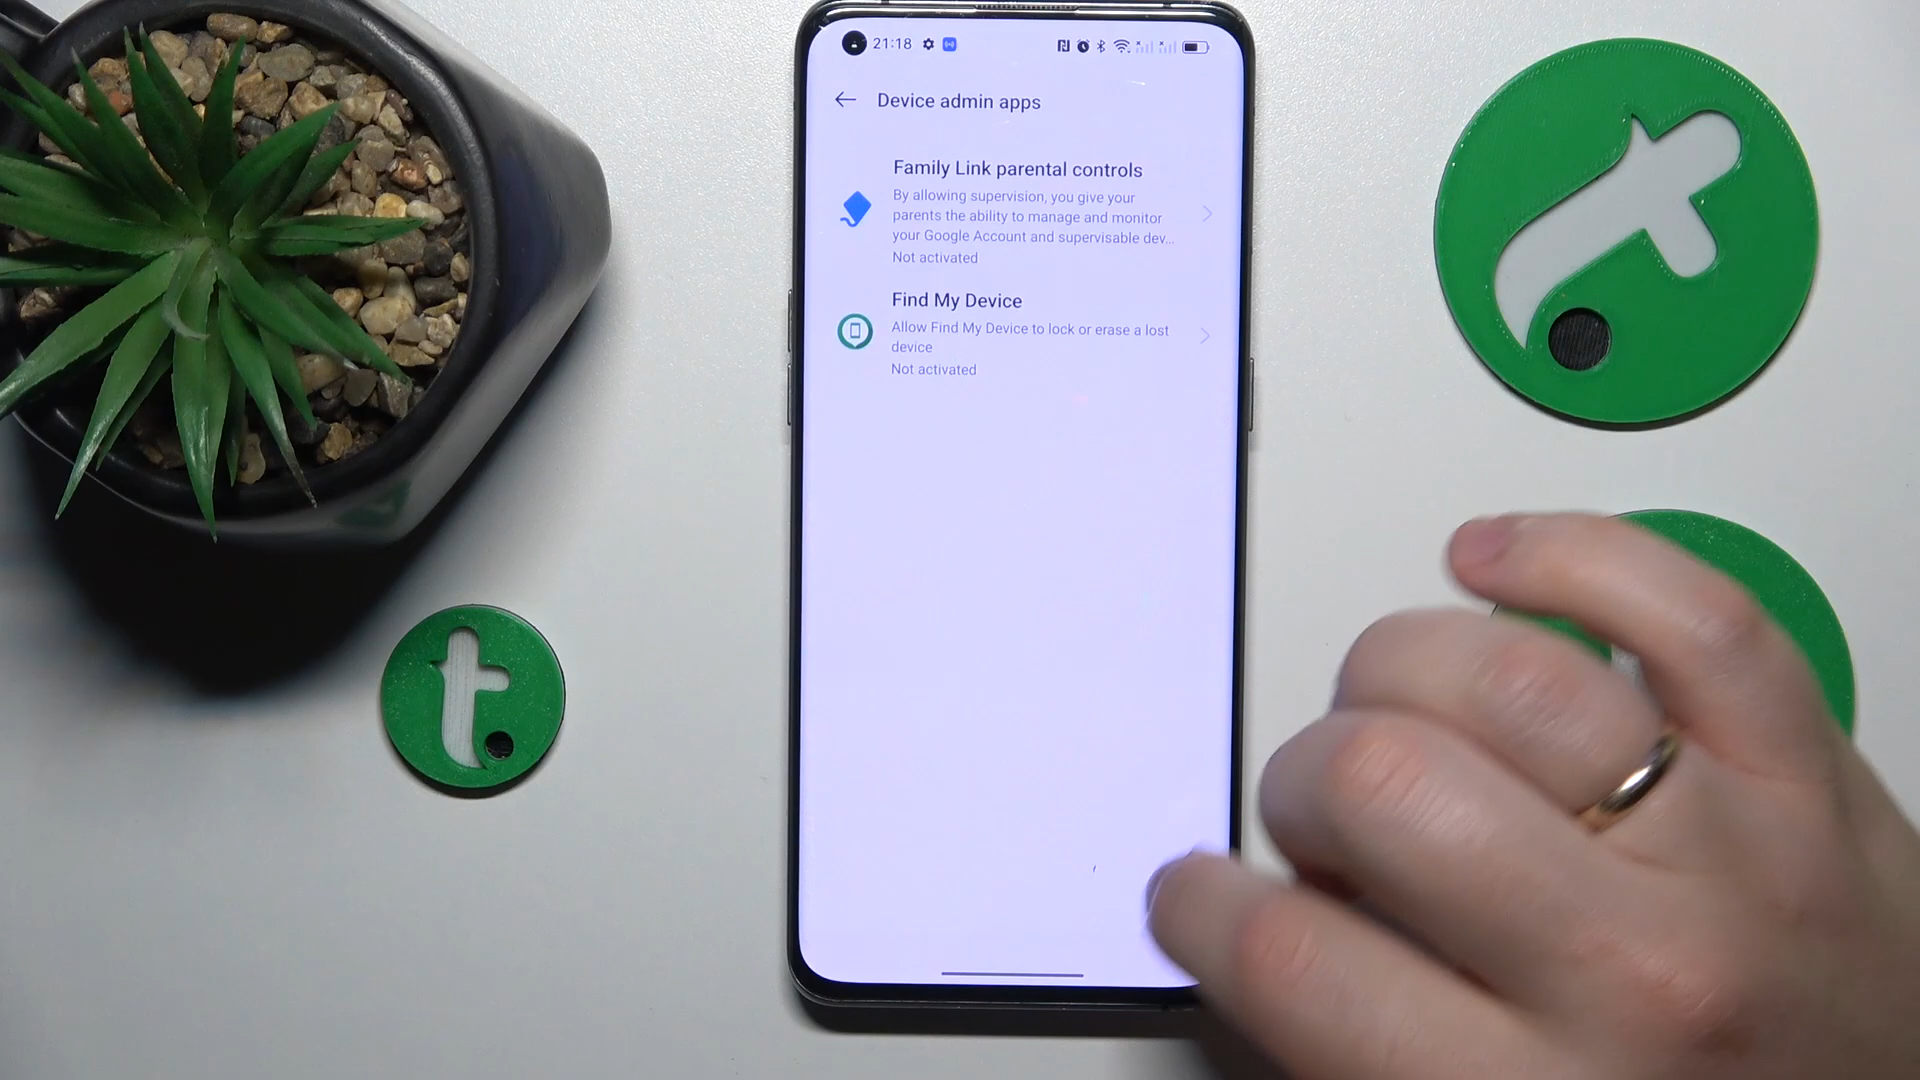 21:18
Device admin apps
Family Link parental controls
By allowing supervision, you give your
parents the ability to manage and monitor
your Google Account and supervisable dev...
Not activated
Find My Device
Allow Find My Device to lock or erase a lost
device
Not activated
t
t